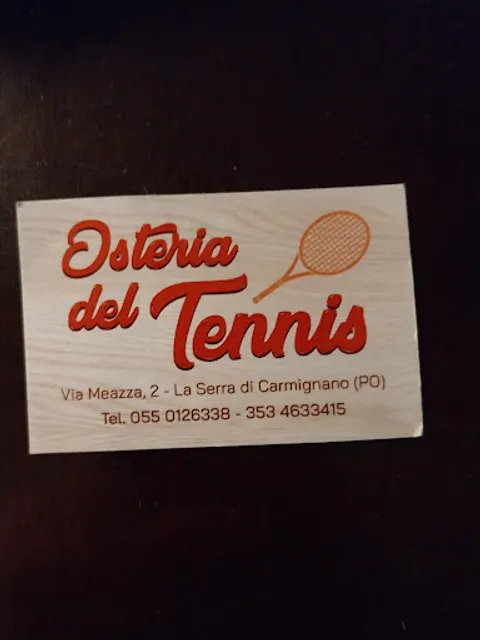 Osteria
del Tennis
Via Meazza, 2 - La Serra di Carmignano (PO)
Tel. 055 0126338 - 353 4633415